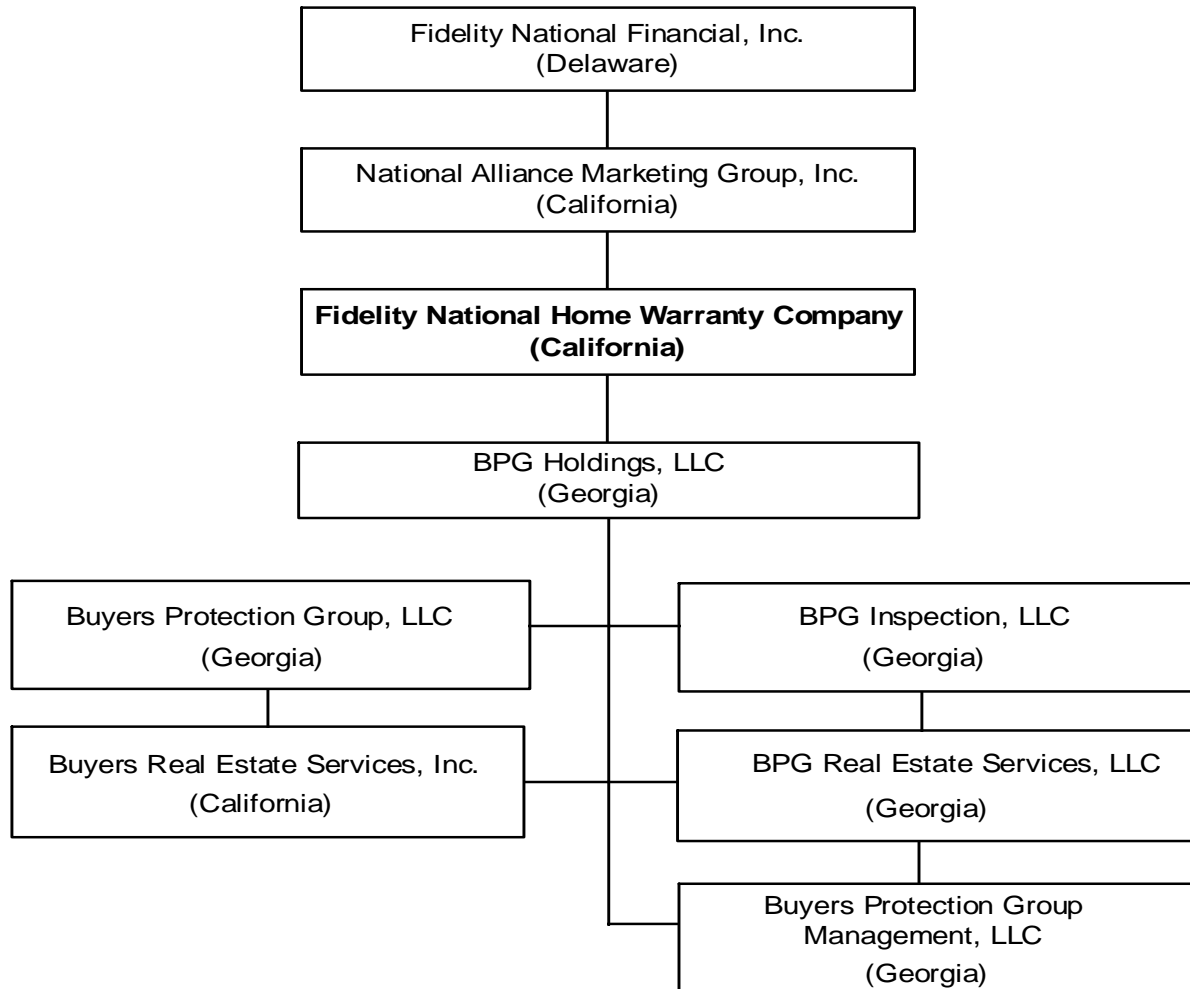 Fidelity National Financial, Inc.
(Delaware)
National Alliance Marketing Group, Inc.
(California)
Fidelity National Home Warranty Company
(California)
BPG Holdings, LLC
(Georgia)
Buyers Protection Group, LLC
(Georgia)
BPG Inspection, LLC
(Georgia)
Buyers Real Estate Services, Inc.
(California)
BPG Real Estate Services, LLC
(Georgia)
Buyers Protection Group
Management, LLC
(Georgia)